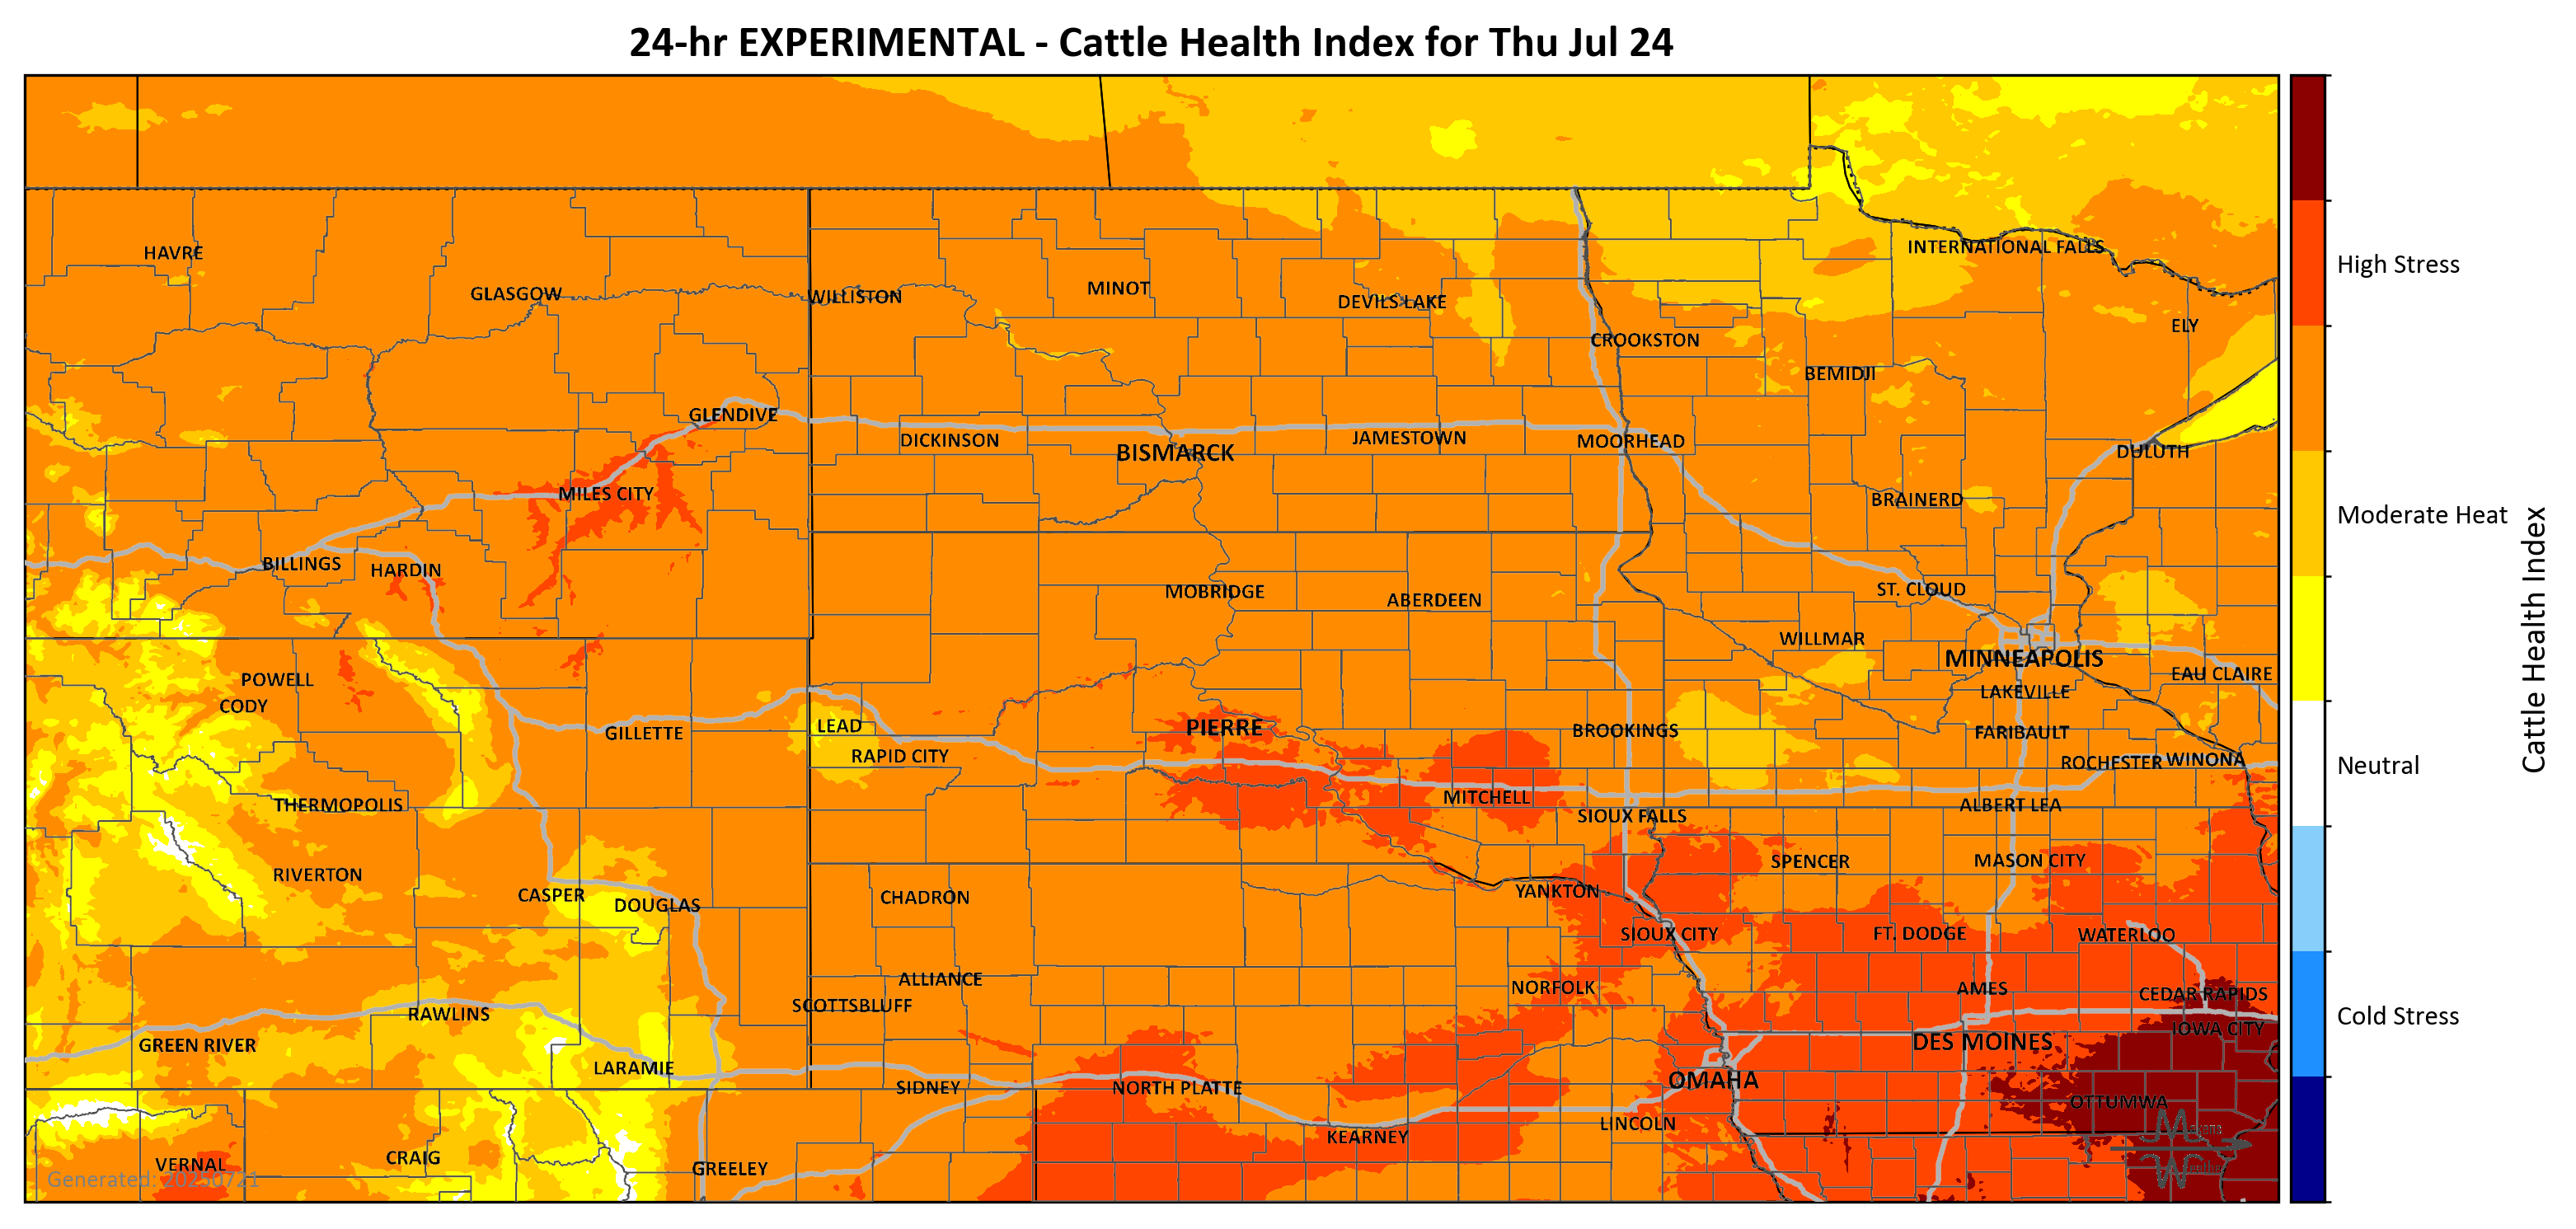 24-hr EXPERIMENTAL - Cattle Health Index for Thu Jul 24
HAVRE
INTERNATIONAL FALLS
High Stress
GLASGOW
WILLISTON
MINOT
DEVILS LAKE
ELY
CROOKSTON
BEMIDJI
GLENDIVE
DICKINSON
BISMARCK
JAMESTOWN
MOORHEAD
DULUTH
MILES CITY
BRAINERD
Moderate Heat
BILLINGS
HARDIN
MOBRIDGE
ABERDEEN
ST. CLOUD
Cattle Health Index
WILLMAR
MINNEAPOLIS
POWELL
EAU CLAIRE
CODY
LAKEVILLE
GILLETTE
LEAD
PIERRE
BROOKINGS
FARIBAULT
RAPID CITY
ROCHESTER
WINONA
Neutral
THERMOPOLIS
MITCHELL
SIOUX FALLS
ALBERT LEA
RIVERTON
SPENCER
MASON CITY
CASPER
DOUGLAS
CHADRON
YANKTON
SIOUX CITY
FT. DODGE
WATERLOO
ALLIANCE
NORFOLK
AMES
CEDAR RAPIDS
SCOTTSBLUFF
RAWLINS
Cold Stress
GREEN RIVER
DES MOINES
IOWA CITY
LARAMIE
SIDNEY
NORTH PLATTE
OMAHA
OTTUMWA
KEARNEY
LINCOLN
VERNAL
CRAIG
GREELEY
Generated: 20250721